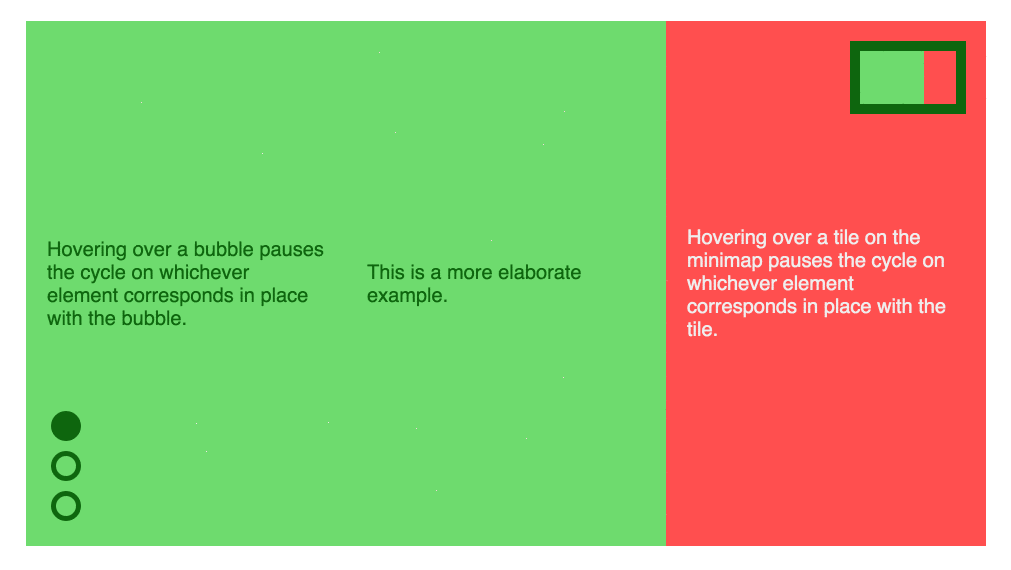 Hovering over a bubble pauses
the cycle on whichever
element corresponds in place
with the bubble.
This is a more elaborate
example.
Hovering over a tile on the
minimap pauses the cycle on
whichever element
corresponds in place with the
tile.